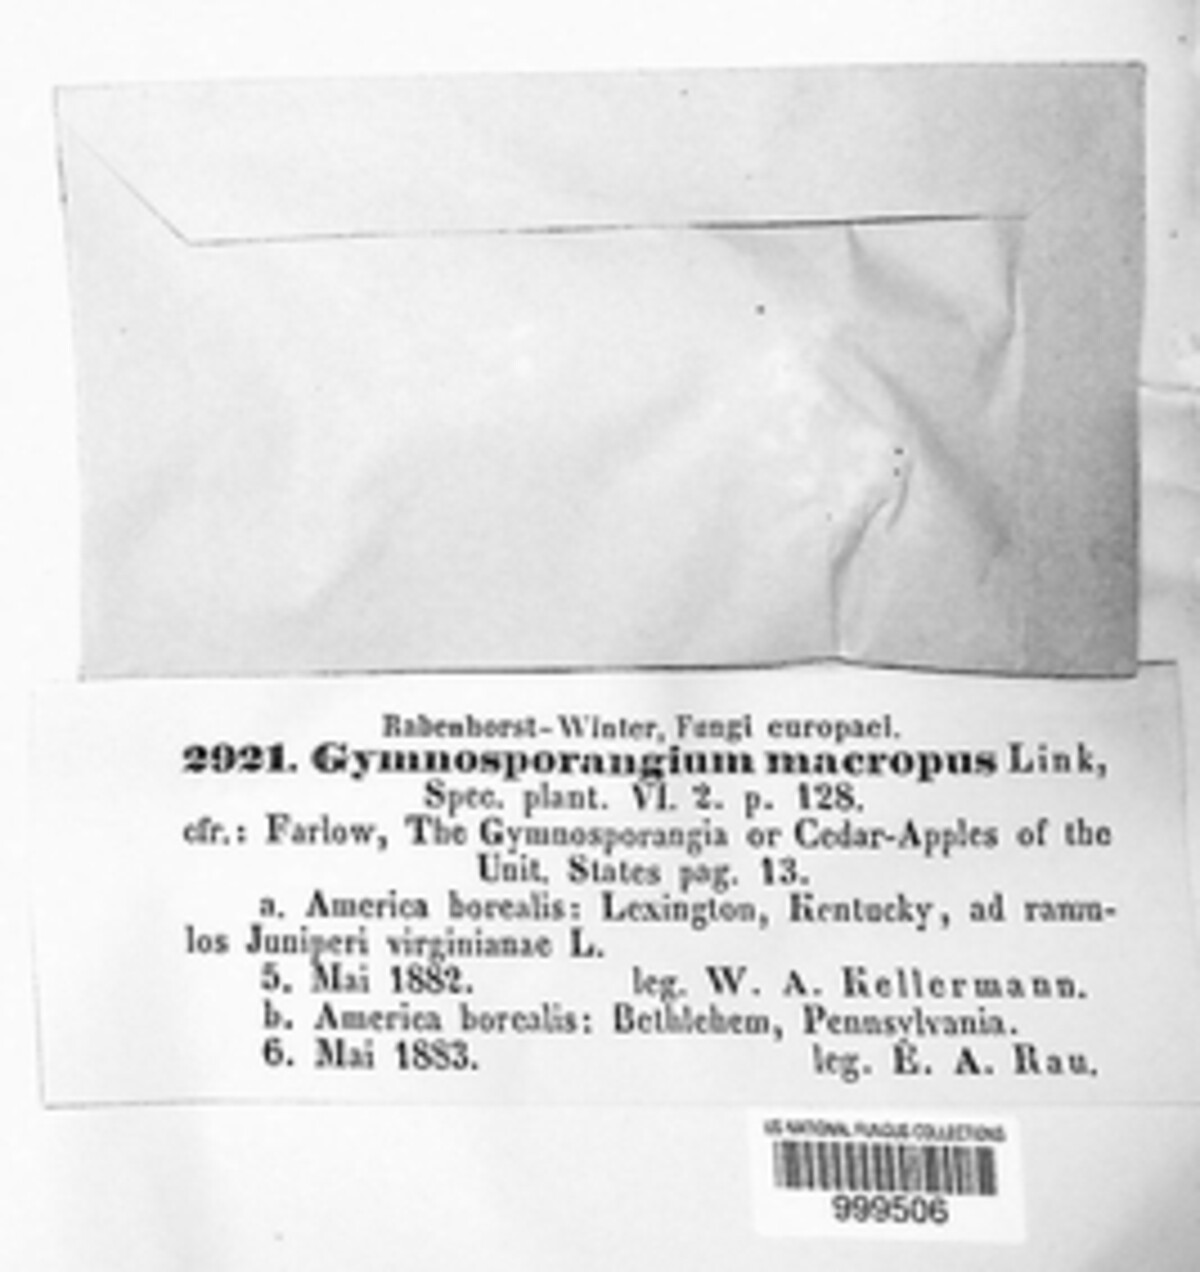 Rabenhorst-Winter, Fungi europaei.
2921. Gymnosporangium macropus Link,
Spec. plant. VI. 2. p. 128.
cfr.: Farlow, The Gymnosporangia or Cedar-Apples of the
Unit. States pag. 13.
a. America borealis: Lexington, Kentucky, ad ramu-
los Juniperi virginianae L.
5. Mai 1882. leg. W. A. Kellermann.
b. America borealis: Bethlehem, Pennsylvania.
6. Mai 1883. leg. E. A. Rau.
US NATIONAL FUNGUS COLLECTIONS
999506